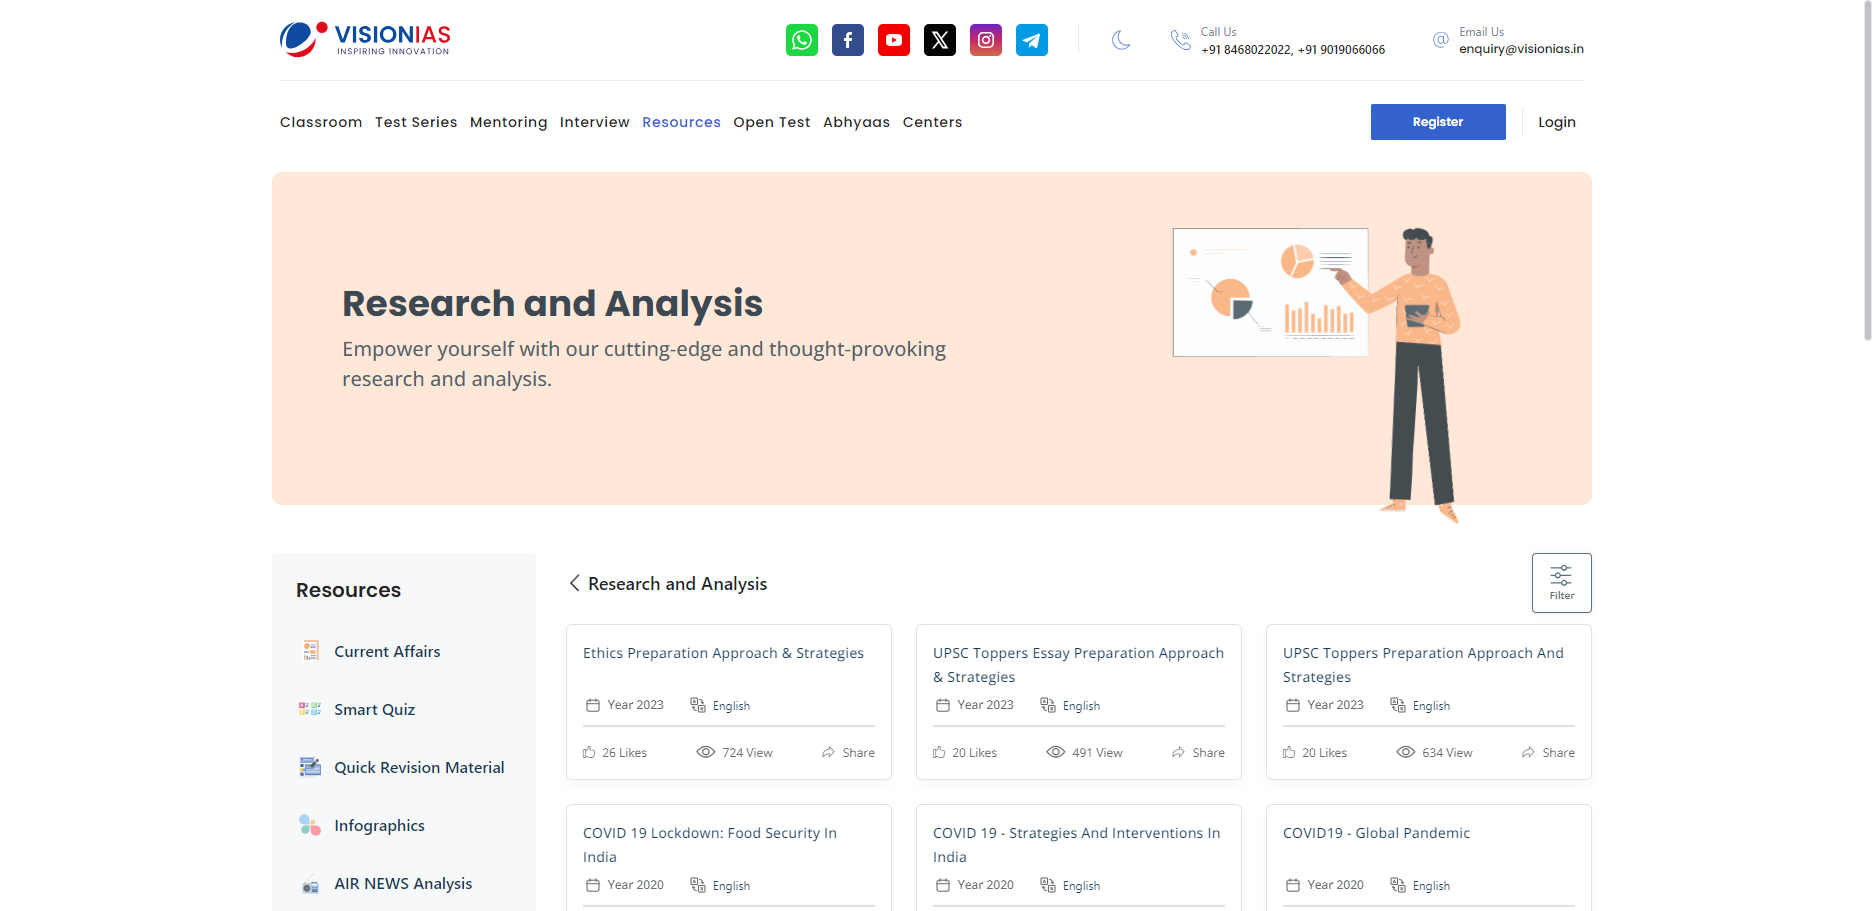 VISIONIAS
INSPIRING INNOVATION
Call Us
+91 8468022022, +91 9019066066
Email Us
enquiry@visionias.in
Classroom Test Series Mentoring Interview Resources Open Test Abhyaas Centers
Register
Login
Research and Analysis
Empower yourself with our cutting-edge and thought-provoking
research and analysis.
Resources
Current Affairs
Smart Quiz
Quick Revision Material
Infographics
AIR NEWS Analysis
Research and Analysis
Filter
Ethics Preparation Approach & Strategies
Year 2023 English
26 Likes 724 View Share
UPSC Toppers Essay Preparation Approach
& Strategies
Year 2023 English
20 Likes 491 View Share
UPSC Toppers Preparation Approach And
Strategies
Year 2023 English
20 Likes 634 View Share
COVID 19 Lockdown: Food Security In
India
Year 2020 English
COVID 19 - Strategies And Interventions In
India
Year 2020 English
COVID19 - Global Pandemic
Year 2020 English